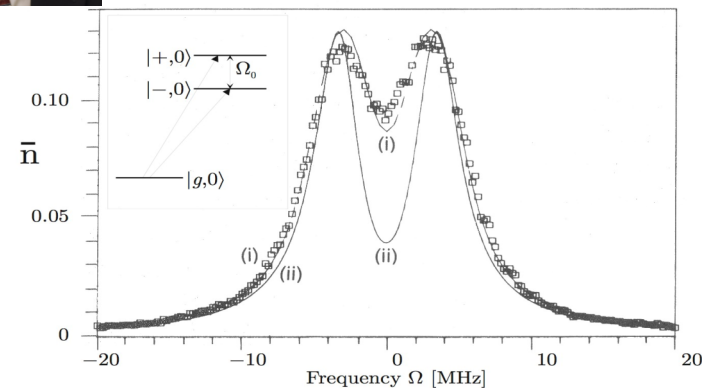 |+,0⟩
Ω₀
|−,0⟩
|g,0⟩
0.10
n̄
(i)
0.05
(i)
(ii)
(ii)
0
−20
−10
0
10
20
Frequency Ω [MHz]